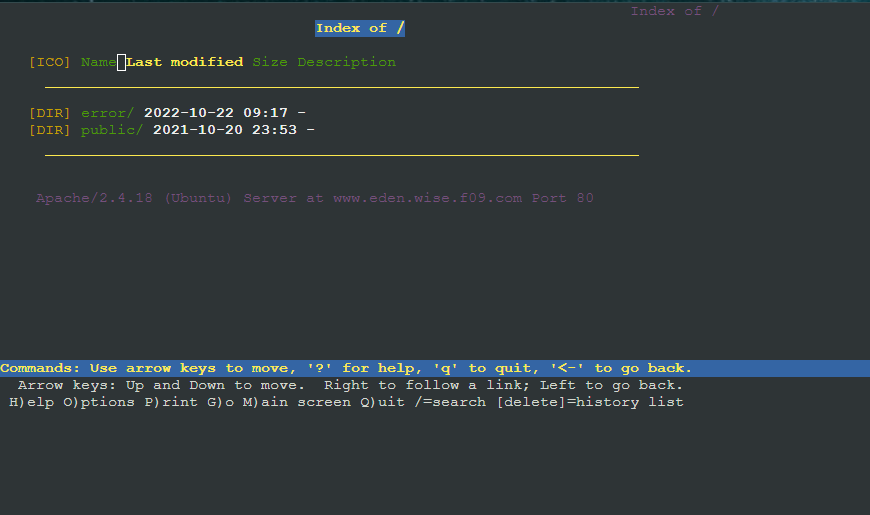 Index of /
Index of /
[ICO] Name Last modified Size Description
[DIR] error/ 2022-10-22 09:17 -
[DIR] public/ 2021-10-20 23:53 -
Apache/2.4.18 (Ubuntu) Server at www.eden.wise.f09.com Port 80
Commands: Use arrow keys to move, '?' for help, 'q' to quit, '<-' to go back.
Arrow keys: Up and Down to move.  Right to follow a link; Left to go back.
H)elp O)ptions P)rint G)o M)ain screen Q)uit /=search [delete]=history list